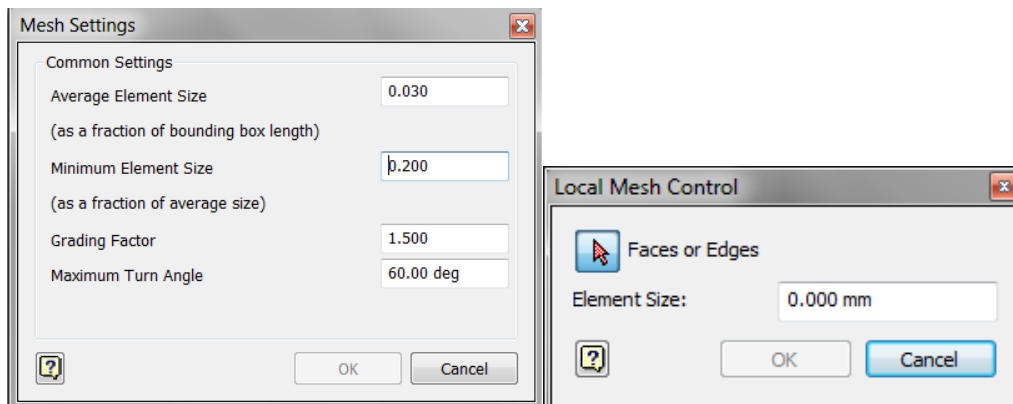 Mesh Settings
Common Settings
Average Element Size 0.030
(as a fraction of bounding box length)
Minimum Element Size 0.200
(as a fraction of average size)
Grading Factor 1.500
Maximum Turn Angle 60.00 deg
OK Cancel
Local Mesh Control
Faces or Edges
Element Size: 0.000 mm
OK Cancel